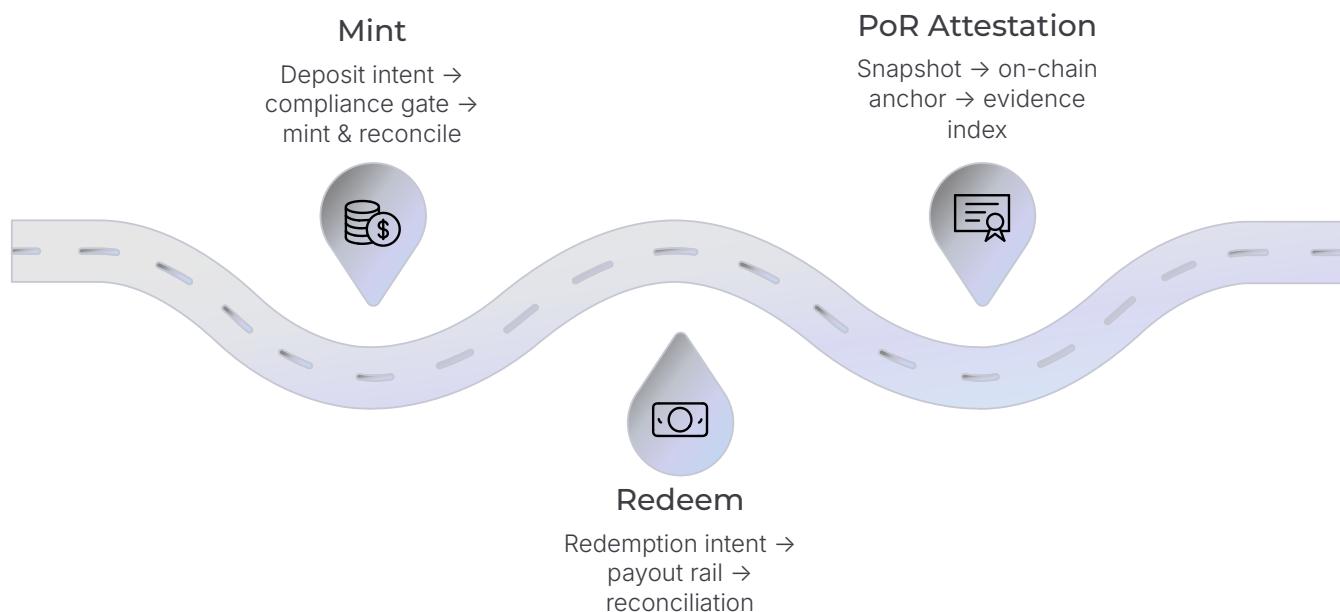 Mint
Deposit intent →
compliance gate →
mint & reconcile
PoR Attestation
Snapshot → on-chain
anchor → evidence
index
$
Redeem
Redemption intent →
payout rail →
reconciliation